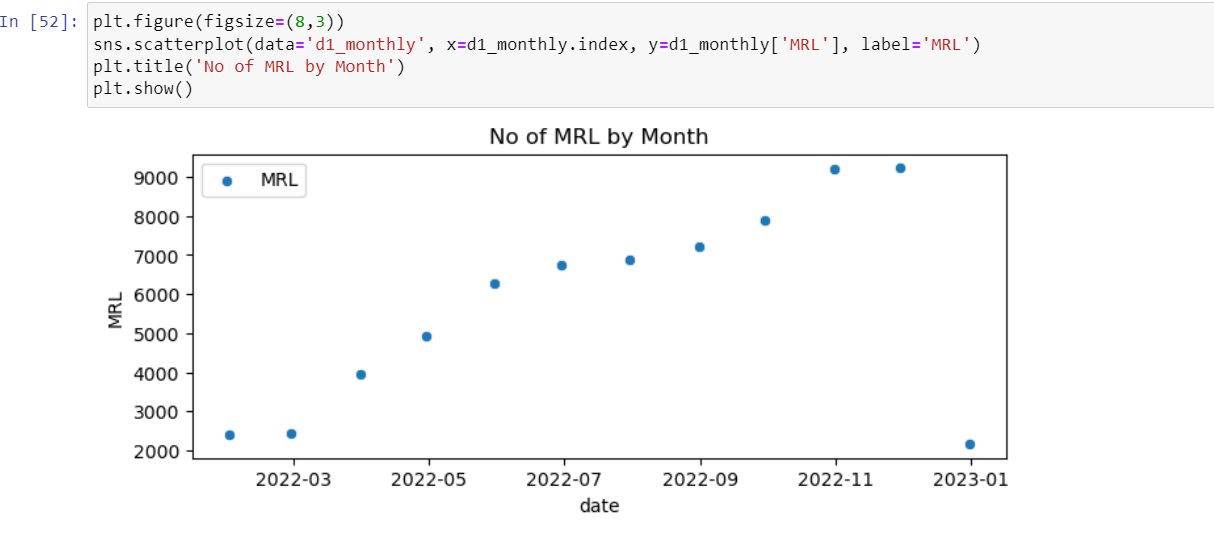 In [52]: plt.figure(figsize=(8,3))
sns.scatterplot(data='d1_monthly', x=d1_monthly.index, y=d1_monthly['MRL'], label='MRL')
plt.title('No of MRL by Month')
plt.show()
No of MRL by Month
MRL
9000
8000
7000
6000
5000
4000
3000
2000
MRL
2022-03 2022-05 2022-07 2022-09 2022-11 2023-01
date